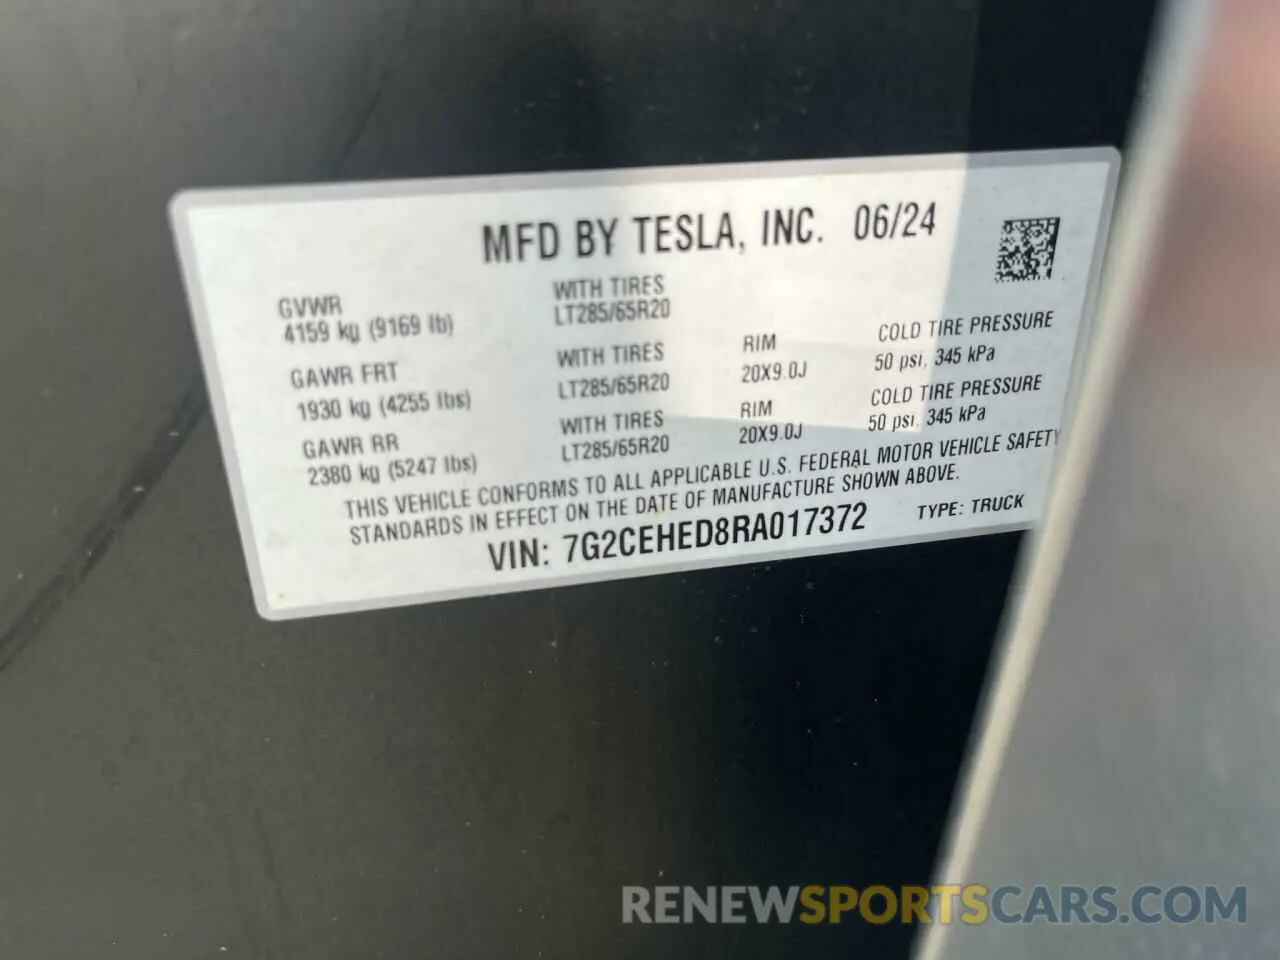 MFD BY TESLA, INC. 06/24
GVWR
4159 kg (9169 lb)
WITH TIRES
LT285/65R20
GAWR FRT
1930 kg (4255 lbs)
WITH TIRES
LT285/65R20
RIM
20X9.0J
COLD TIRE PRESSURE
50 psi, 345 kPa
GAWR RR
2380 kg (5247 lbs)
WITH TIRES
LT285/65R20
RIM
20X9.0J
COLD TIRE PRESSURE
50 psi, 345 kPa
THIS VEHICLE CONFORMS TO ALL APPLICABLE U.S. FEDERAL MOTOR VEHICLE SAFETY
STANDARDS IN EFFECT ON THE DATE OF MANUFACTURE SHOWN ABOVE.
VIN: 7G2CEHED8RA017372 TYPE: TRUCK
RENEWSPORTSCARS.COM